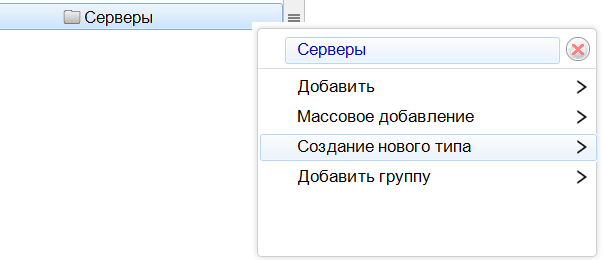 Серверы
Серверы
Добавить
Массовое добавление
Создание нового типа
Добавить группу